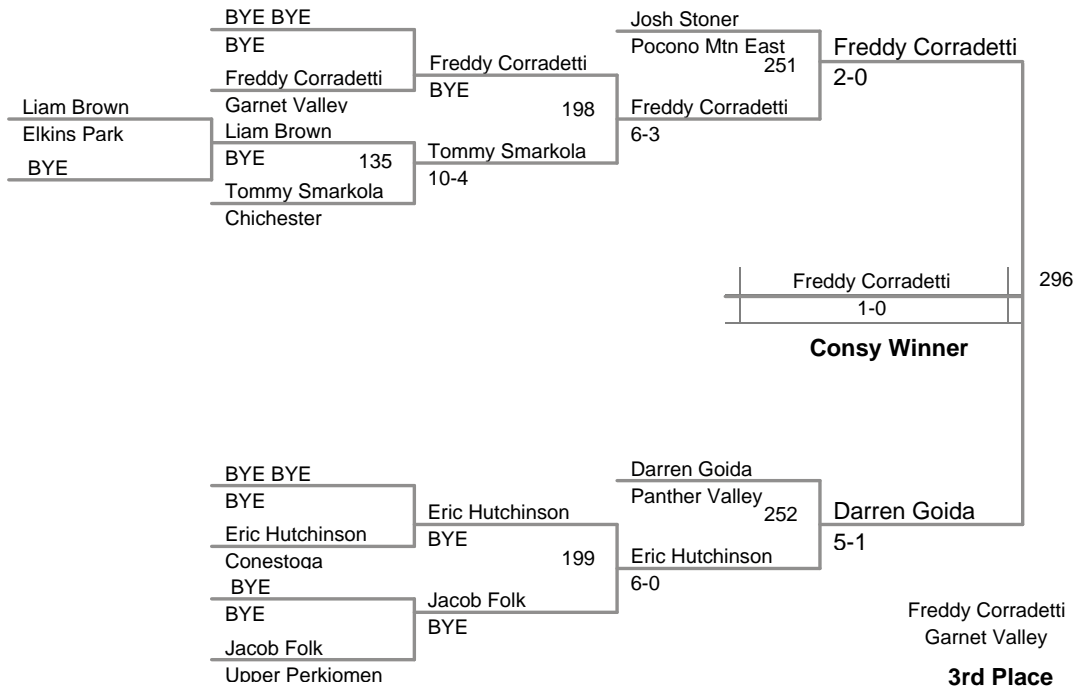 BYE BYE
BYE
Freddy Corradetti
Garnet Valley
Liam Brown
Elkins Park
BYE
Liam Brown
BYE
135
Tommy Smarkola
Chichester
Freddy Corradetti
BYE
198
Tommy Smarkola
10-4
Josh Stoner
Pocono Mtn East
251
Freddy Corradetti
6-3
Freddy Corradetti
2-0
Freddy Corradetti
1-0
296
Consy Winner
BYE BYE
BYE
Eric Hutchinson
Conestoga
BYE
BYE
Jacob Folk
Upper Perkiomen
Eric Hutchinson
BYE
199
Jacob Folk
BYE
Darren Goida
Panther Valley
252
Eric Hutchinson
6-0
Darren Goida
5-1
Freddy Corradetti
Garnet Valley
3rd Place